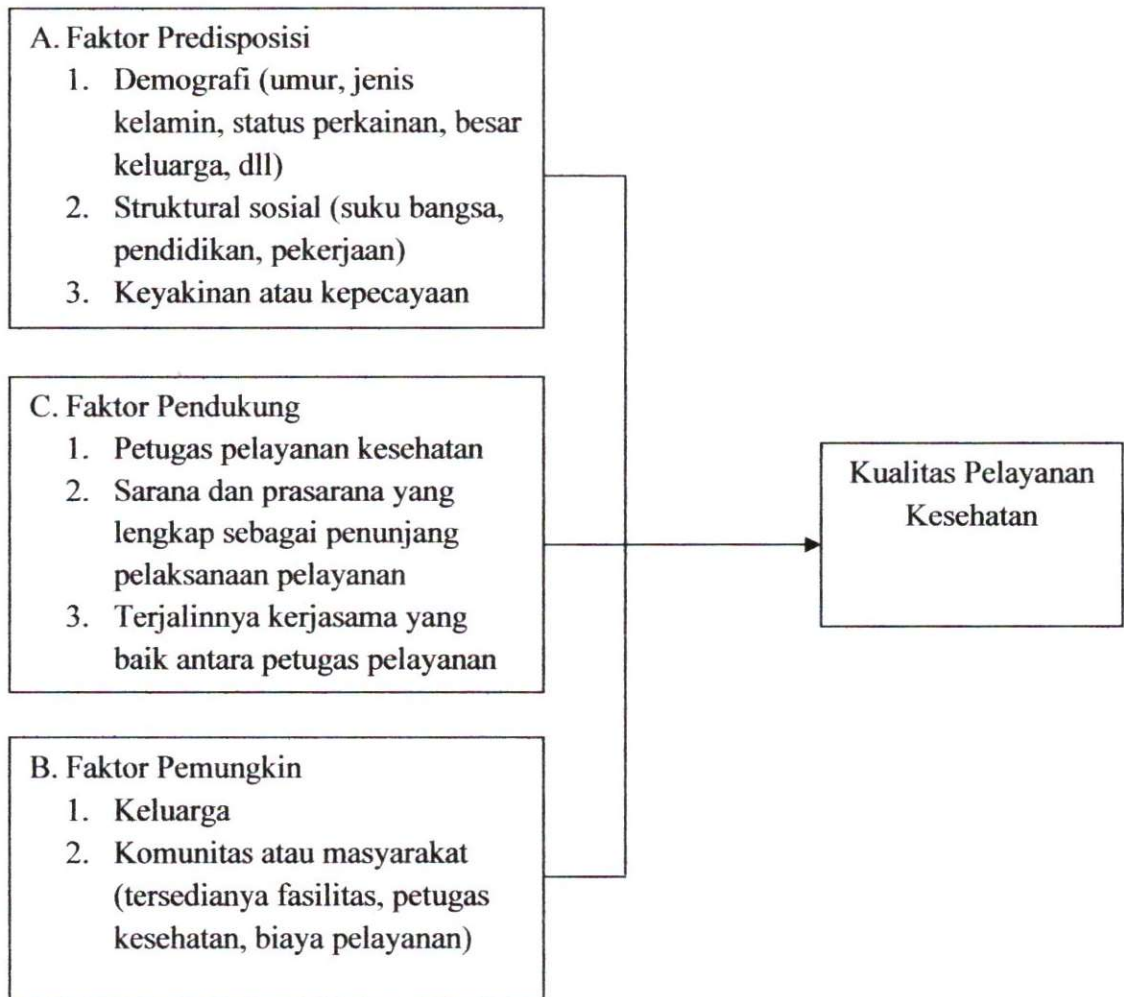 A. Faktor Predisposisi
1. Demografi (umur, jenis
kelamin, status perkainan, besar
keluarga, dll)
2. Struktural sosial (suku bangsa,
pendidikan, pekerjaan)
3. Keyakinan atau kepecayaan
C. Faktor Pendukung
1. Petugas pelayanan kesehatan
2. Sarana dan prasarana yang
lengkap sebagai penunjang
pelaksanaan pelayanan
3. Terjalinnya kerjasama yang
baik antara petugas pelayanan
B. Faktor Pemungkin
1. Keluarga
2. Komunitas atau masyarakat
(tersedianya fasilitas, petugas
kesehatan, biaya pelayanan)
Kualitas Pelayanan
Kesehatan